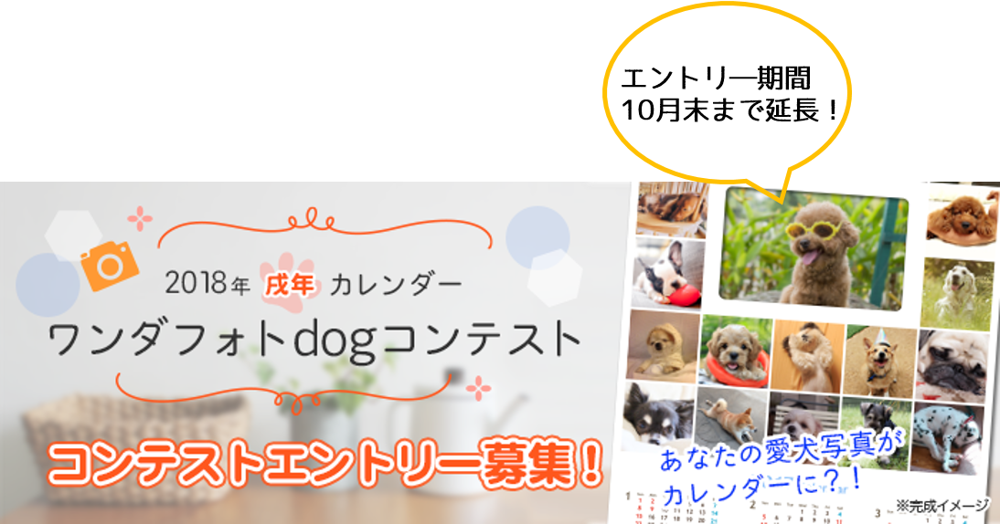 エントリ―期間
10月末まで延長！
2018年 戌年 カレンダー
ワンダフォトdogコンテスト
コンテストエントリー募集！
あなたの愛犬写真が
カレンダーに？！
1 2 3
※完成イメージ